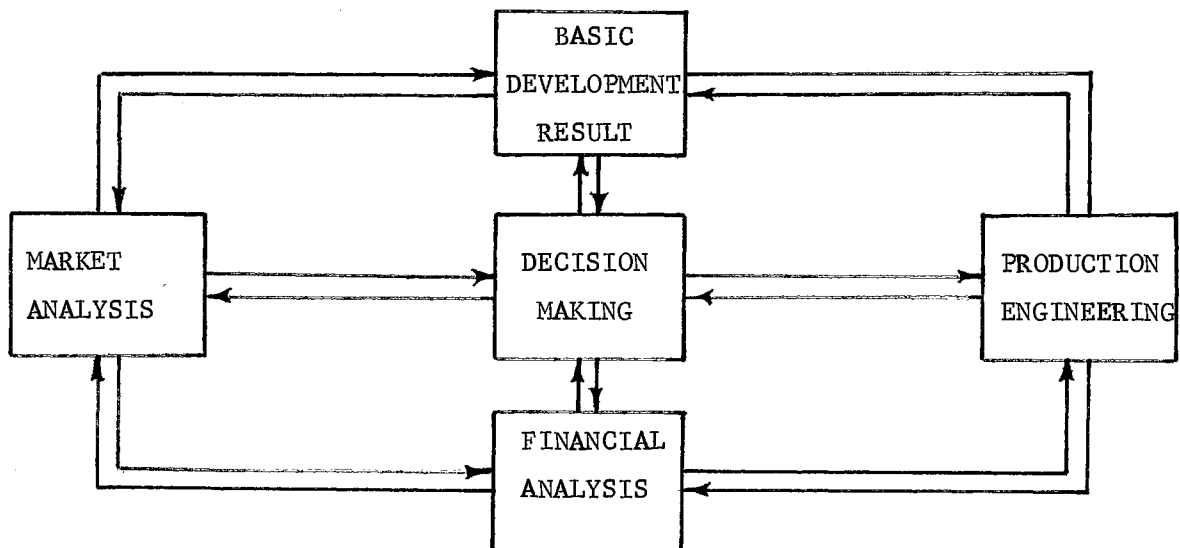 BASIC
DEVELOPMENT
RESULT
MARKET
ANALYSIS
DECISION
MAKING
PRODUCTION
ENGINEERING
FINANCIAL
ANALYSIS